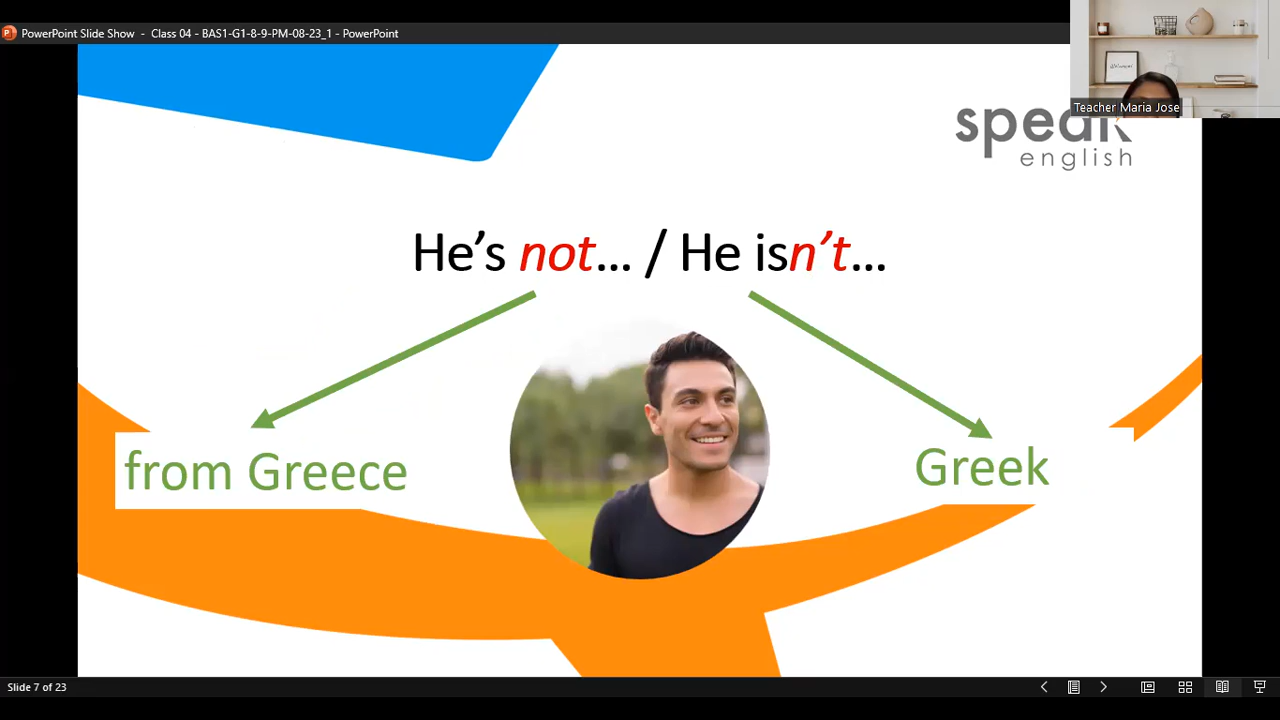 PowerPoint Slide Show - Class 04 - BAS1-G1-8-9-PM-08-23_1 - PowerPoint
Teacher Maria Jose
speak
english
He's not... / He isn't...
from Greece
Greek
Slide 7 of 23